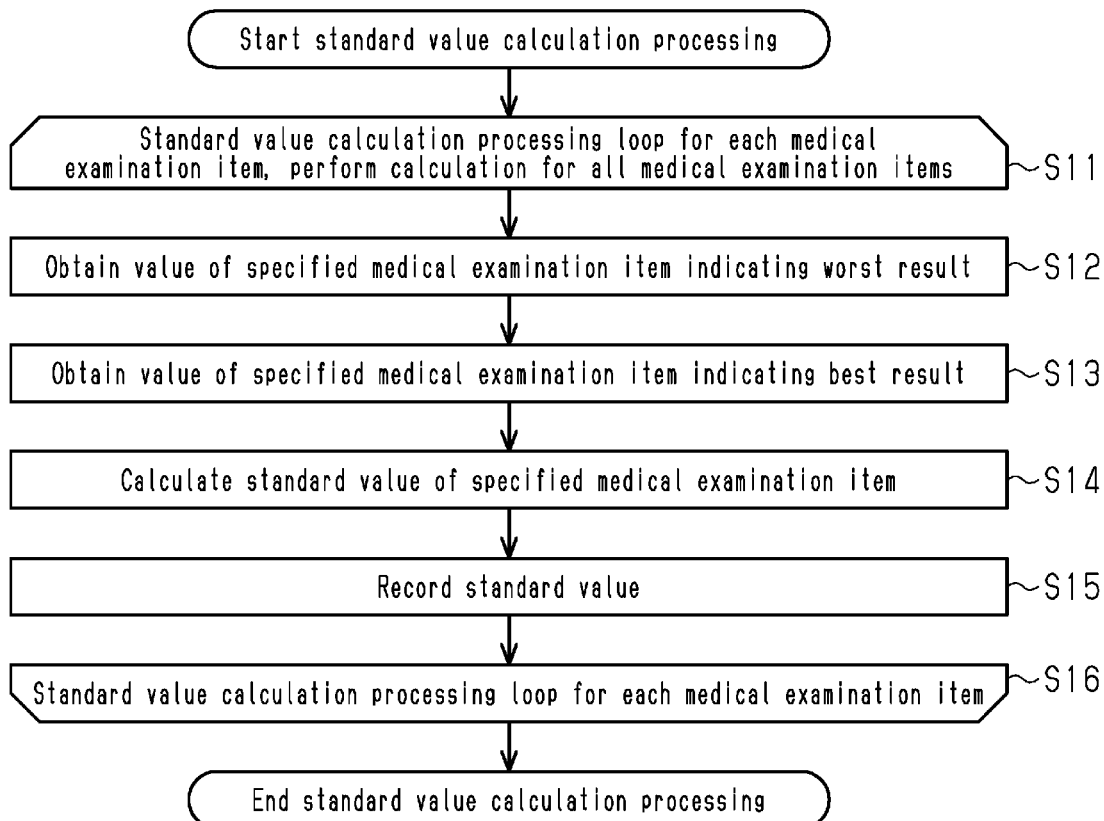 Start standard value calculation processing
Standard value calculation processing loop for each medical
examination item, perform calculation for all medical examination items
S11
Obtain value of specified medical examination item indicating worst result
S12
Obtain value of specified medical examination item indicating best result
S13
Calculate standard value of specified medical examination item
S14
Record standard value
S15
Standard value calculation processing loop for each medical examination item
S16
End standard value calculation processing